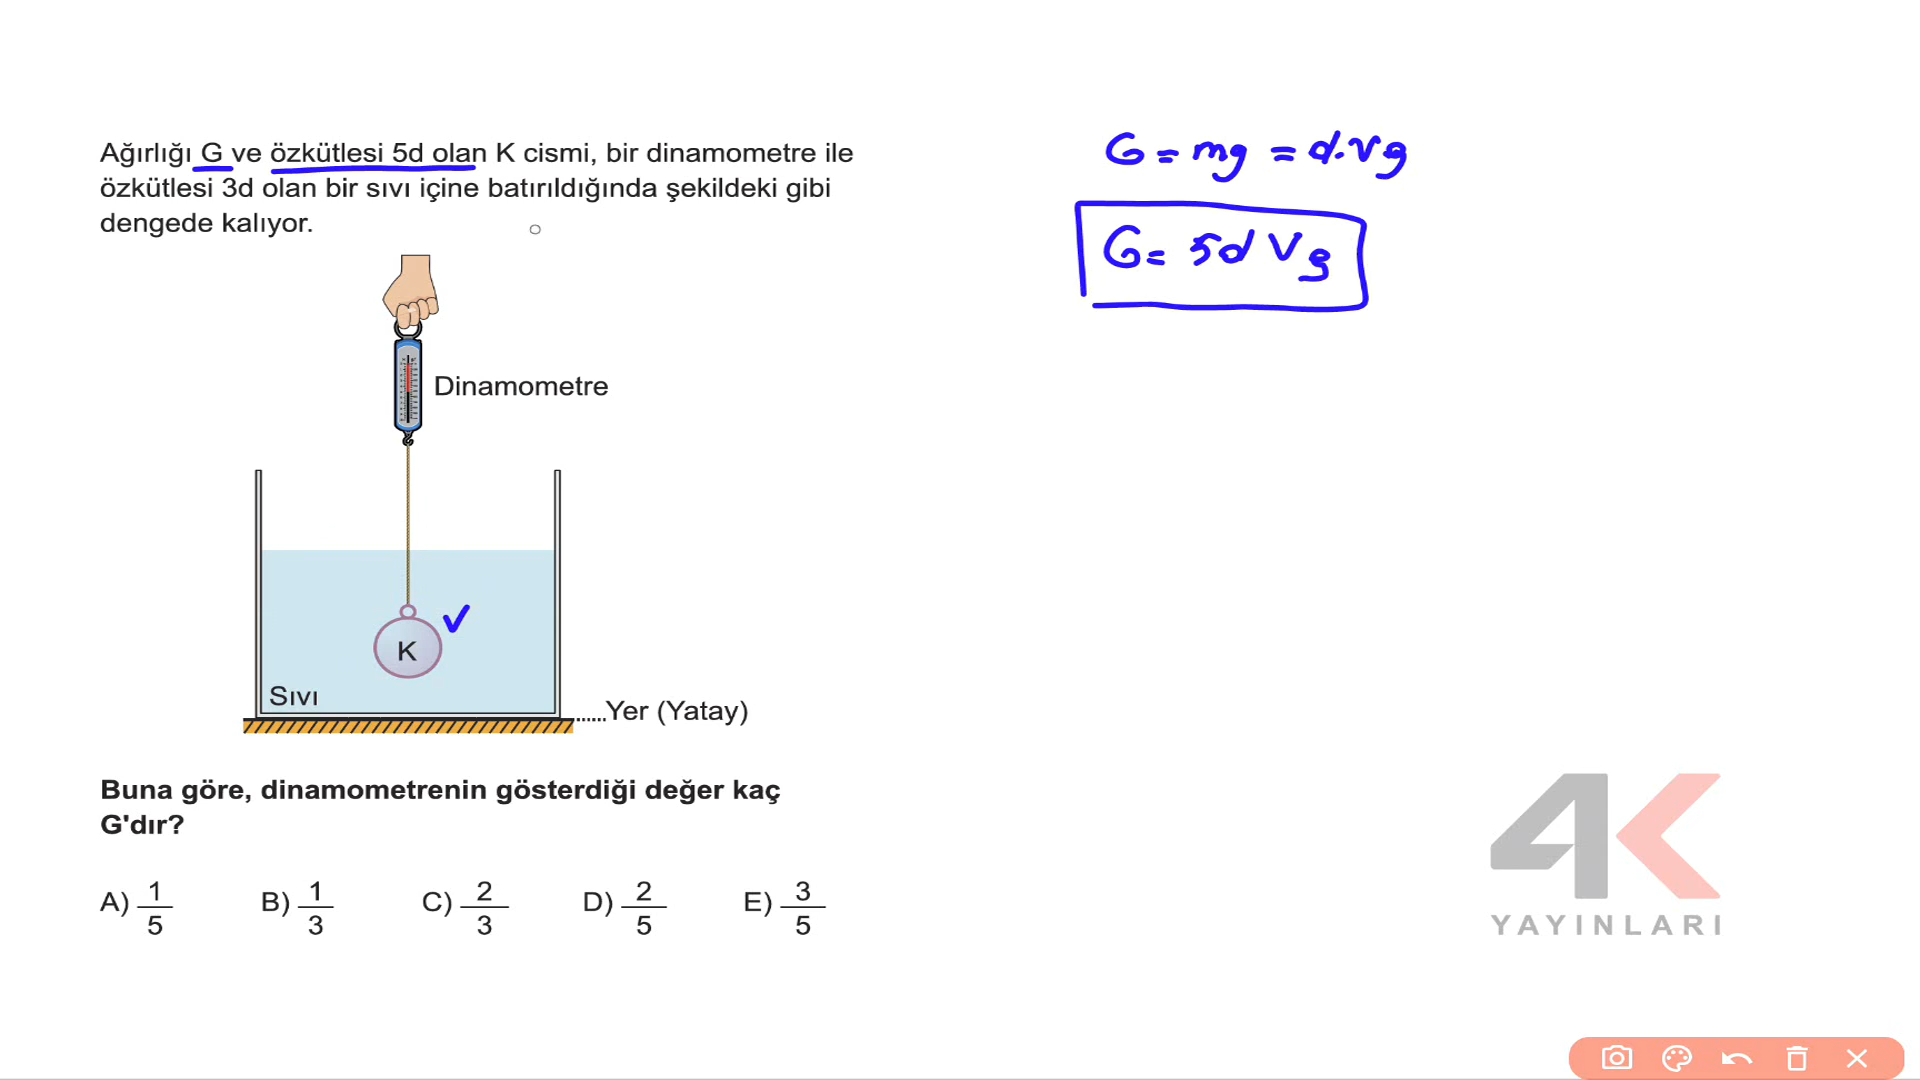 Ağırlığı G ve özkütlesi 5d olan K cismi, bir dinamometre ile
özkütlesi 3d olan bir sıvı içine batırıldığında şekildeki gibi
dengede kalıyor.
Dinamometre
K
Sıvı
Yer (Yatay)
Buna göre, dinamometrenin gösterdiği değer kaç
G'dır?
A) 1/5 B) 1/3 C) 2/3 D) 2/5 E) 3/5
G = mg = d.Vg
G = 5d V g
4K
YAYINLARI